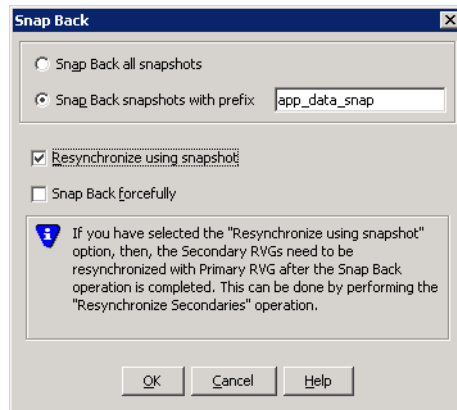 Snap Back
Snap Back all snapshots
Snap Back snapshots with prefix app_data_snap
Resynchronize using snapshot
Snap Back forcefully
If you have selected the "Resynchronize using snapshot"
option, then, the Secondary RVGs need to be
resynchronized with Primary RVG after the Snap Back
operation is completed. This can be done by performing the
"Resynchronize Secondaries" operation.
OK Cancel Help